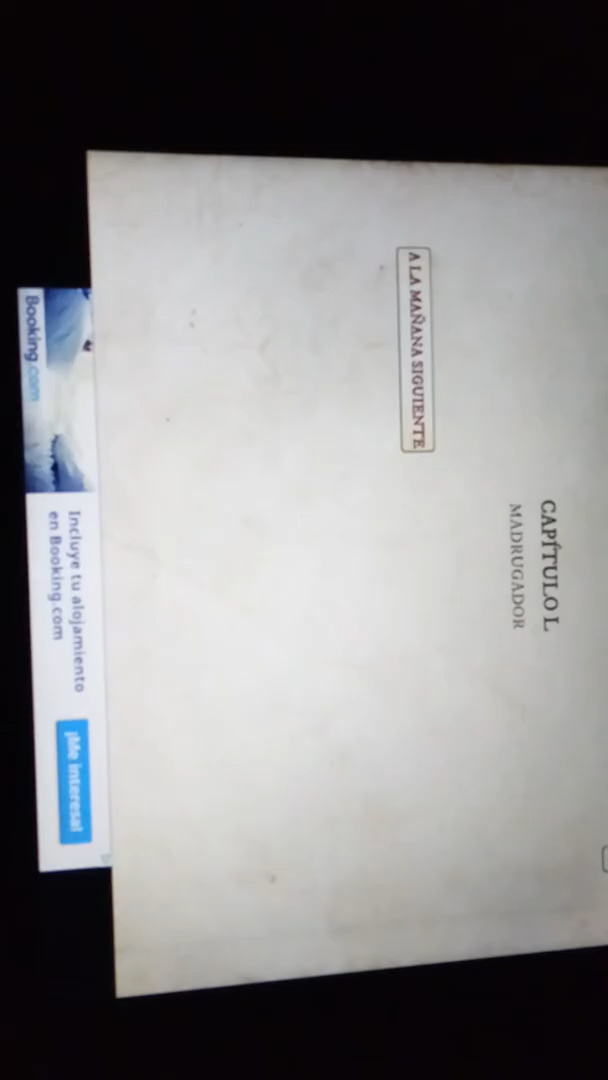 CAPÍTULO L
MADRUGADOR
A LA MAÑANA SIGUIENTE
Booking.com
Incluye tu alojamiento
en Booking.com
¡Me interesa!